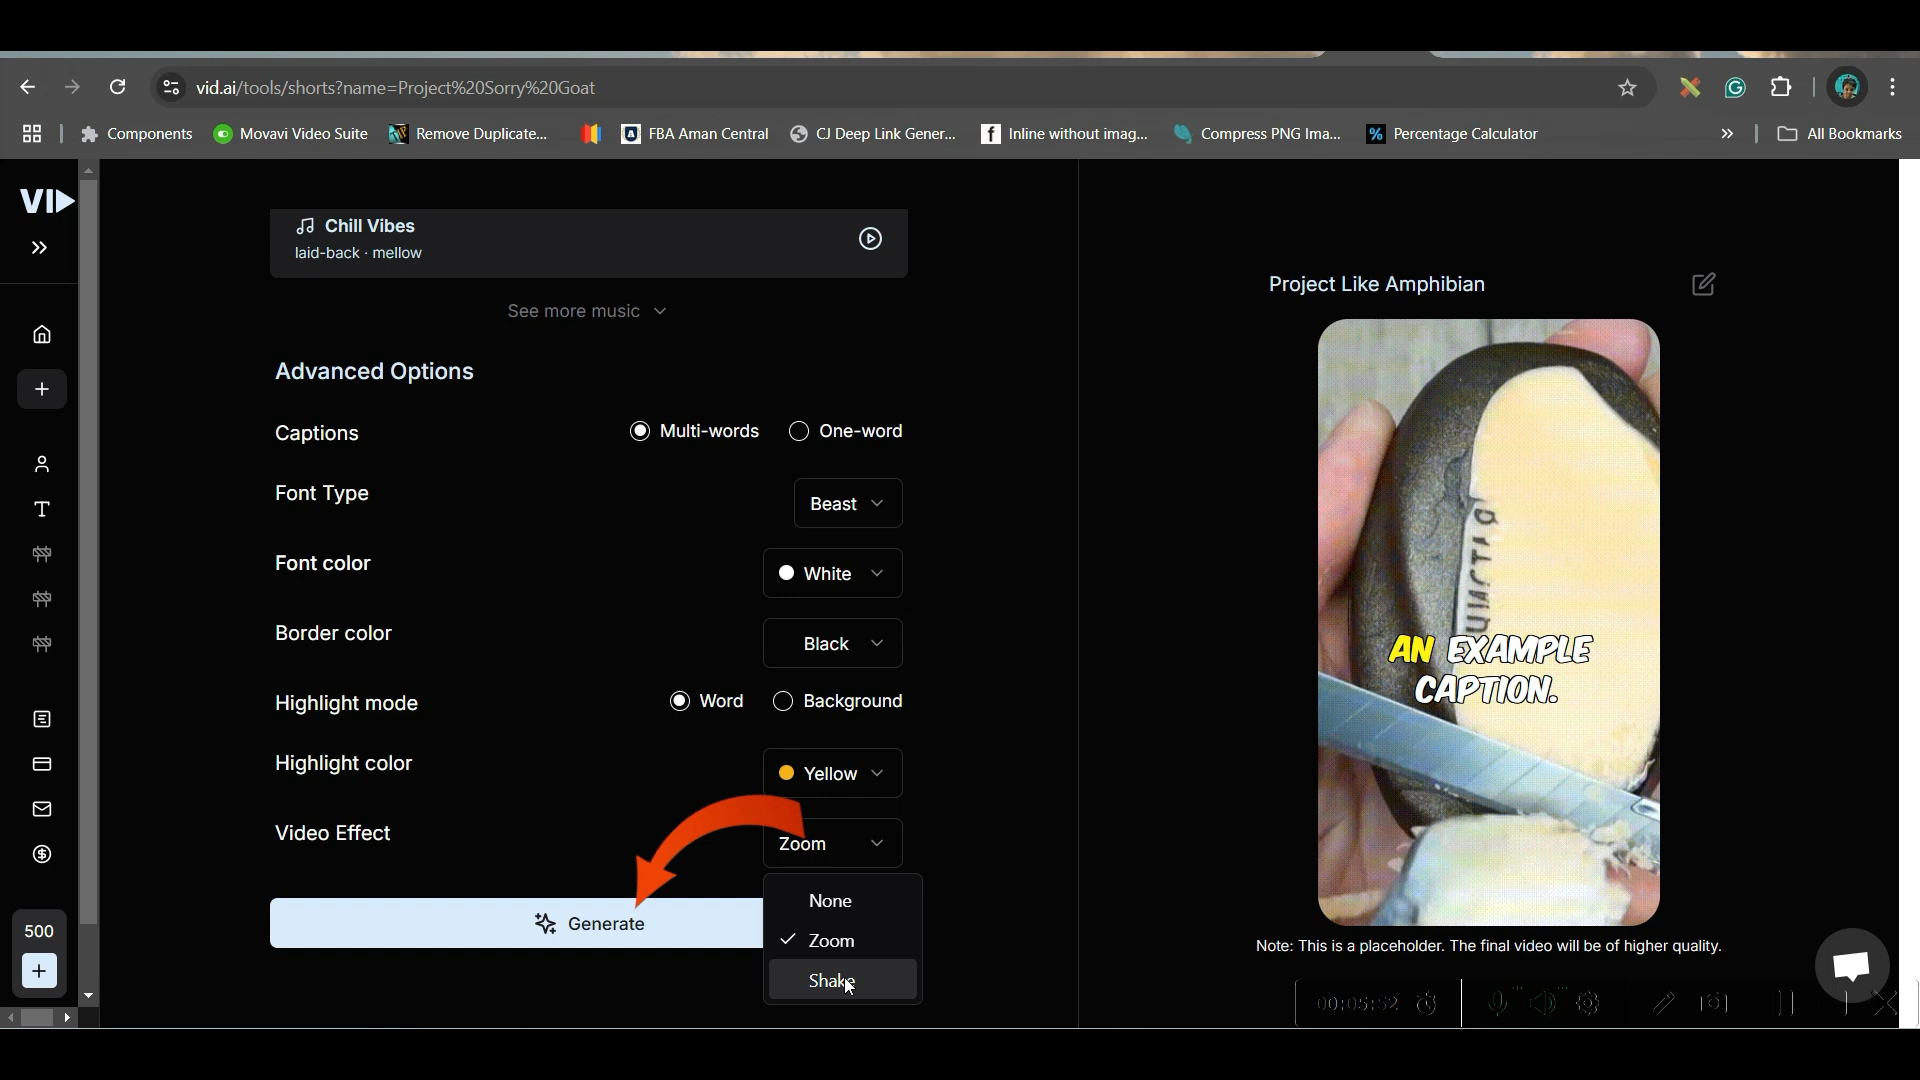 vid.ai/tools/shorts?name=Project%20Sorry%20Goat
Components
Movavi Video Suite
Remove Duplicate...
FBA Aman Central
CJ Deep Link Gener...
Inline without imag...
Compress PNG Ima...
Percentage Calculator
All Bookmarks
VID
Chill Vibes
laid-back · mellow
See more music
Project Like Amphibian
Advanced Options
Captions
Multi-words
One-word
Font Type
Beast
Font color
White
Border color
Black
AN EXAMPLE
CAPTION.
Highlight mode
Word
Background
Highlight color
Yellow
Video Effect
Zoom
None
Zoom
Shake
Generate
500
Note: This is a placeholder. The final video will be of higher quality.
00:05:52